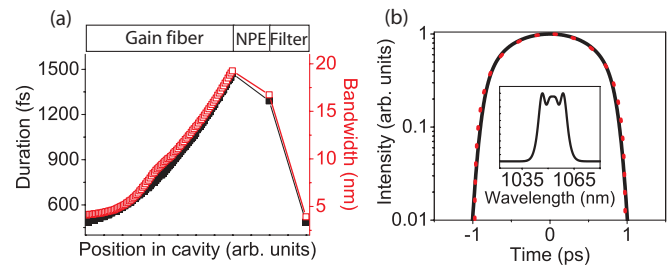 (a)
Gain fiber NPE Filter
Duration (fs)
1500
1200
900
600
20
15
10
5
Bandwidth (nm)
Position in cavity (arb. units)
(b)
Intensity (arb. units)
1
0.1
0.01
1035 1065
Wavelength (nm)
-1 0 1
Time (ps)